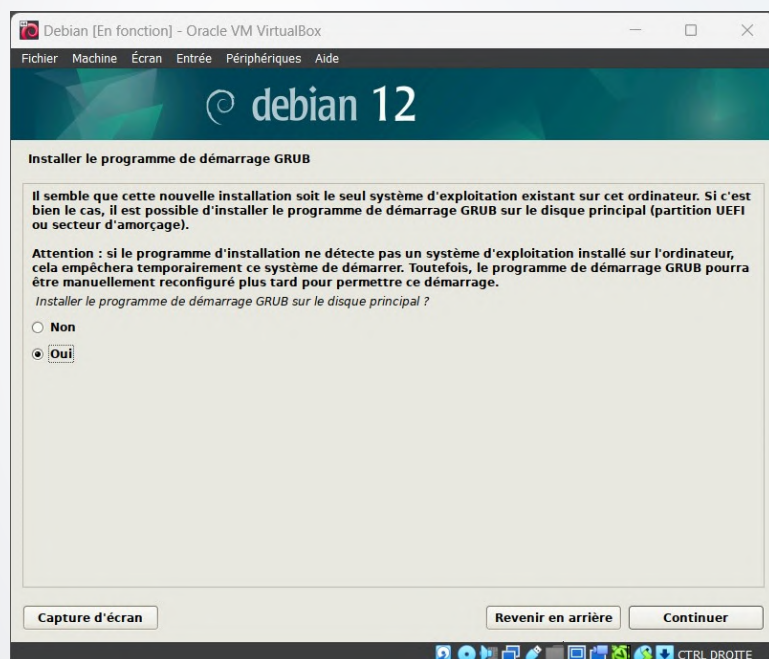 Debian [En fonction] - Oracle VM VirtualBox
Fichier Machine Écran Entrée Périphériques Aide
debian 12
Installer le programme de démarrage GRUB
Il semble que cette nouvelle installation soit le seul système d'exploitation existant sur cet ordinateur. Si c'est
bien le cas, il est possible d'installer le programme de démarrage GRUB sur le disque principal (partition UEFI
ou secteur d'amorçage).
Attention : si le programme d'installation ne détecte pas un système d'exploitation installé sur l'ordinateur,
cela empêchera temporairement ce système de démarrer. Toutefois, le programme de démarrage GRUB pourra
être manuellement reconfiguré plus tard pour permettre ce démarrage.
Installer le programme de démarrage GRUB sur le disque principal ?
Non
Oui
Capture d'écran Revenir en arrière Continuer
CTRL DROITE